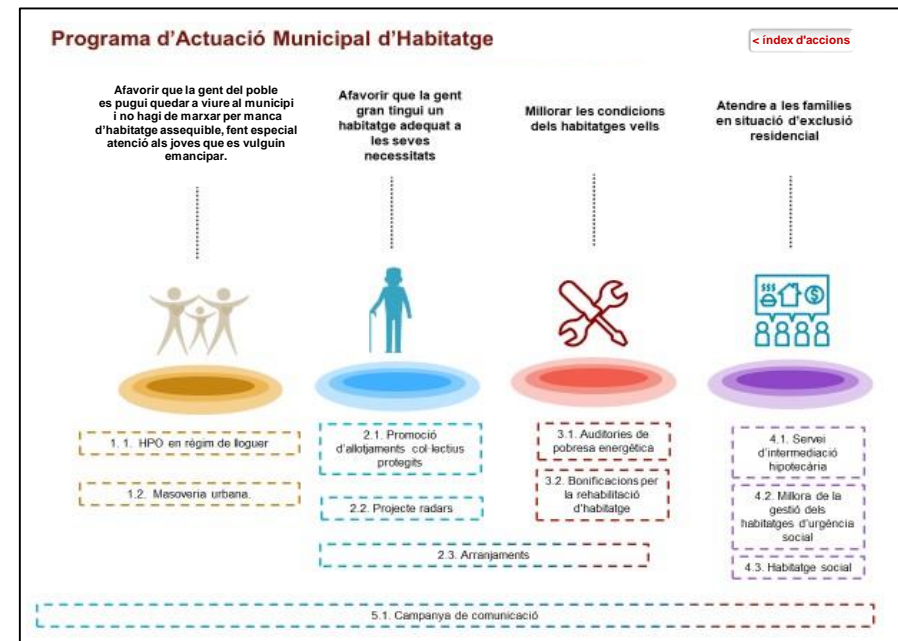 Programa d'Actuació Municipal d'Habitatge
< índex d'accions
Afavorir que la gent del poble
es pugui quedar a viure al municipi
i no hagi de marxar per manca
d'habitatge assequible, fent especial
atenció als joves que es vulguin
emancipar.
Afavorir que la gent
gran tingui un
habitatge adequat a
les seves
necessitats
Millorar les condicions
dels habitatges vells
Atendre a les famílies
en situació d'exclusió
residencial
1. 1. HPO en règim de lloguer
1.2. Masoveria urbana.
2.1. Promoció
d'allotjaments col·lectius
protegits
2.2. Projecte radars
2.3. Arranjaments
3.1. Auditories de
pobresa energètica
3.2. Bonificacions per
la rehabilitació
d'habitatge
4.1. Servei
d'intermediació
hipotecària
4.2. Millora de la
gestió dels
habitatges d'urgència
social
4.3. Habitatge social
5.1. Campanya de comunicació